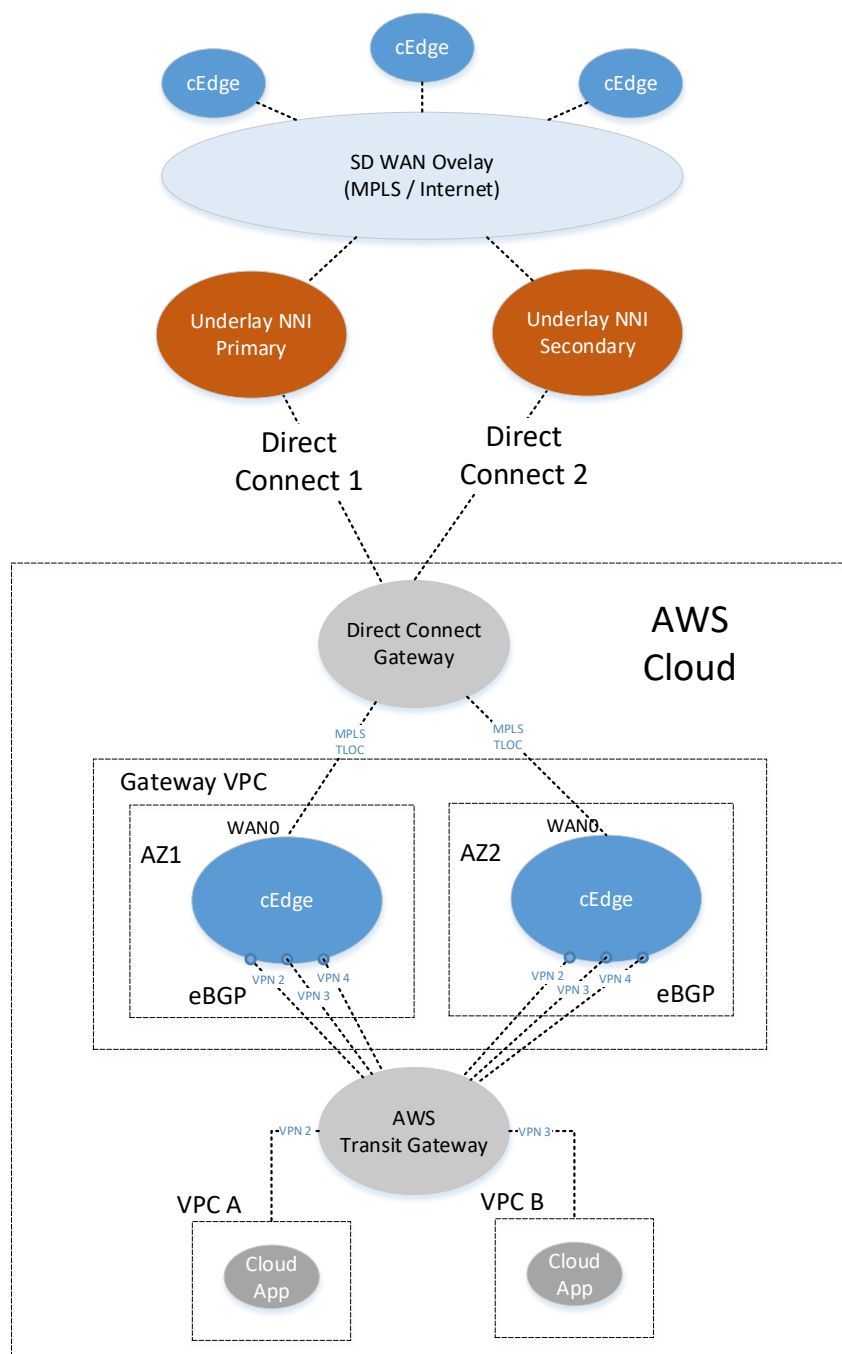 cEdge
cEdge
cEdge
SD WAN Ovelay
(MPLS / Internet)
Underlay NNI
Primary
Underlay NNI
Secondary
Direct
Connect 1
Direct
Connect 2
Direct Connect
Gateway
AWS
Cloud
MPLS
TLOC
MPLS
TLOC
Gateway VPC
AZ1
WAN0
cEdge
VPN 2
VPN 3
VPN 4
eBGP
AZ2
WAN0
cEdge
VPN 2
VPN 3
VPN 4
eBGP
AWS
Transit Gateway
VPN 2
VPN 3
VPC A
Cloud
App
VPC B
Cloud
App